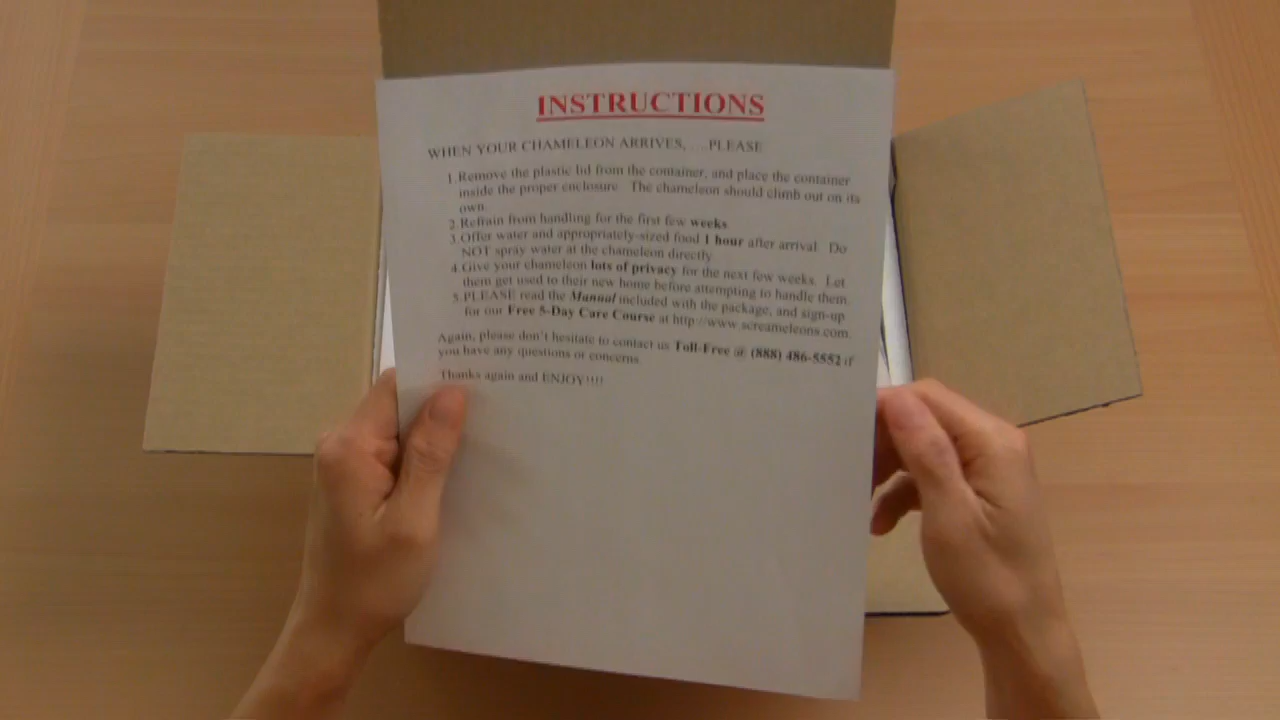 INSTRUCTIONS
WHEN YOUR CHAMELEON ARRIVES, ....PLEASE
1. Remove the plastic lid from the container, and place the container
inside the proper enclosure. The chameleon should climb out on its
own.
2. Refrain from handling for the first few weeks.
3. Offer water and appropriately-sized food 1 hour after arrival. Do
NOT spray water at the chameleon directly.
4. Give your chameleon lots of privacy for the next few weeks. Let
them get used to their new home before attempting to handle them.
5. PLEASE read the Manual included with the package, and sign-up
for our Free 5-Day Care Course at http://www.screameleons.com.
Again, please don't hesitate to contact us Toll-Free @ (888) 486-5552 if
you have any questions or concerns.
Thanks again and ENJOY!!!!